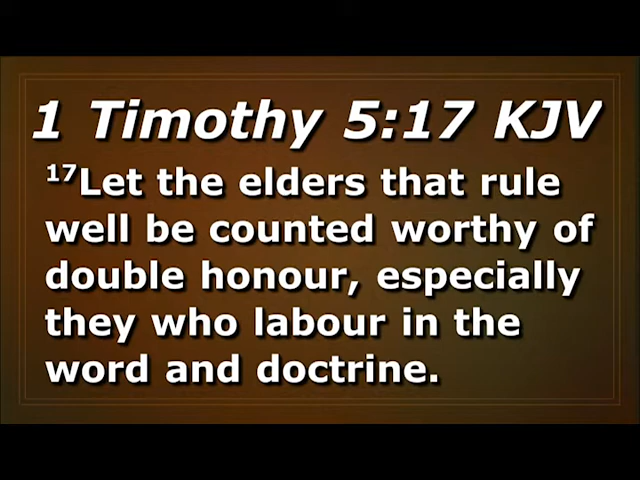 1 Timothy 5:17 KJV
17Let the elders that rule
well be counted worthy of
double honour, especially
they who labour in the
word and doctrine.